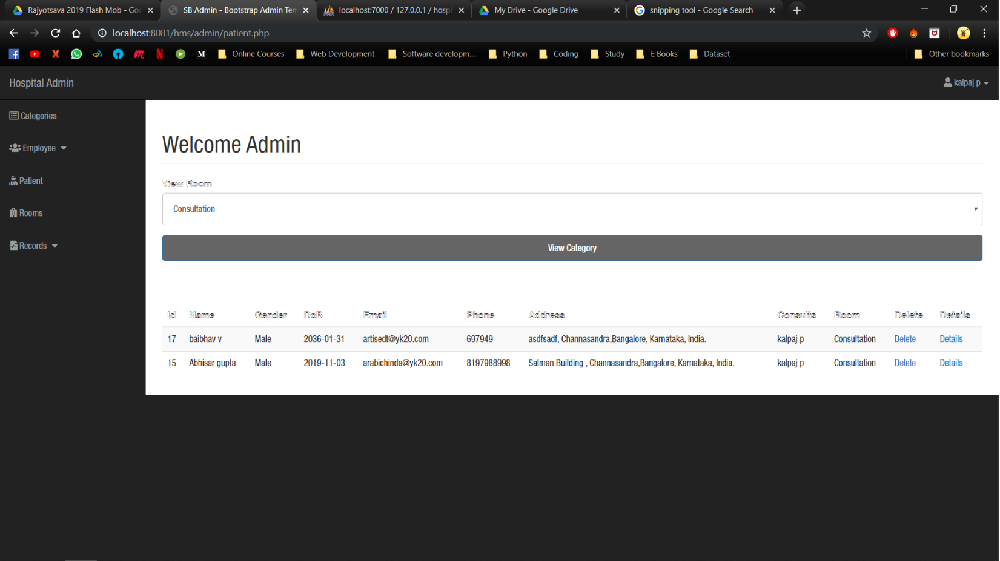 Rajyotsava 2019 Flash Mob - Goo
SB Admin - Bootstrap Admin Tem
localhost:7000 / 127.0.0.1 / hospi
My Drive - Google Drive
snipping tool - Google Search
localhost:8081/hms/admin/patient.php
Online Courses Web Development Software developm... Python Coding Study E Books Dataset Other bookmarks
Hospital Admin kalpaj p
Categories
Employee
Patient
Rooms
Records
Welcome Admin
View Room
Consultation
View Category
Id Name Gender DoB Email Phone Address Consults Room Delete Details
17 baibhav v Male 2036-01-31 artisedt@yk20.com 697949 asdfsadf, Channasandra,Bangalore, Karnataka, India. kalpaj p Consultation Delete Details
15 Abhisar gupta Male 2019-11-03 arabichinda@yk20.com 8197988998 Salman Building , Channasandra,Bangalore, Karnataka, India. kalpaj p Consultation Delete Details